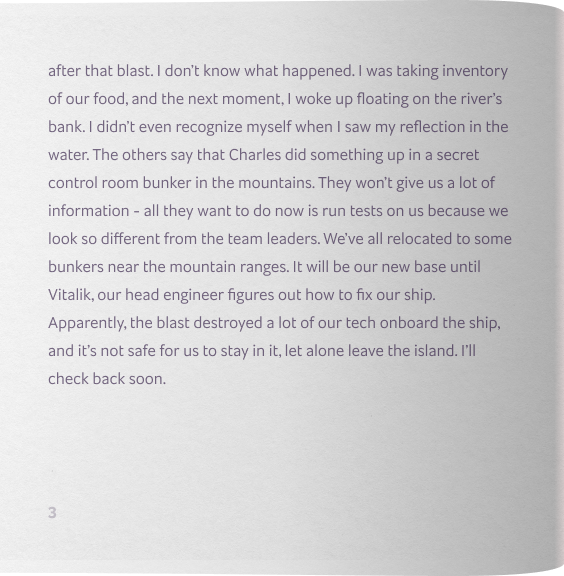 after that blast. I don't know what happened. I was taking inventory
of our food, and the next moment, I woke up floating on the river's
bank. I didn't even recognize myself when I saw my reflection in the
water. The others say that Charles did something up in a secret
control room bunker in the mountains. They won't give us a lot of
information - all they want to do now is run tests on us because we
look so different from the team leaders. We've all relocated to some
bunkers near the mountain ranges. It will be our new base until
Vitalik, our head engineer figures out how to fix our ship.
Apparently, the blast destroyed a lot of our tech onboard the ship,
and it's not safe for us to stay in it, let alone leave the island. I'll
check back soon.
3